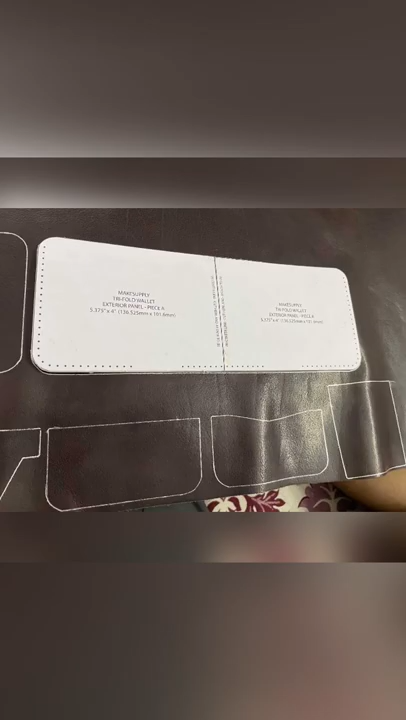 MAKESUPPLY
TRI-FOLD WALLET
EXTERIOR PANEL - PIECE A
5.375" x 4" (136.525mm x 101.6mm)
MAKESUPPLY
TRI-FOLD WALLET
EXTERIOR PANEL - PIECE A
5.375" x 4" (136.525mm x 101.6mm)